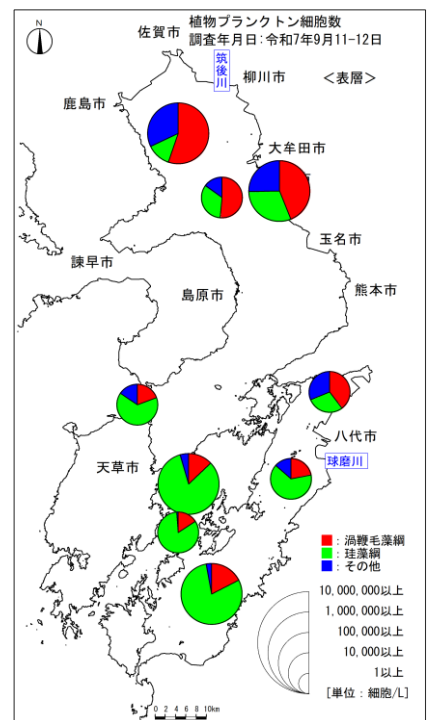 植物プランクトン細胞数
調査年月日:令和7年9月11-12日
N
佐賀市
筑後川
柳川市
<表層>
鹿島市
大牟田市
玉名市
諫早市
島原市
熊本市
八代市
球磨川
天草市
:渦鞭毛藻綱
:珪藻綱
:その他
10,000,000以上
1,000,000以上
100,000以上
10,000以上
1以上
[単位:細胞/L]
0 2 4 6 8 10km